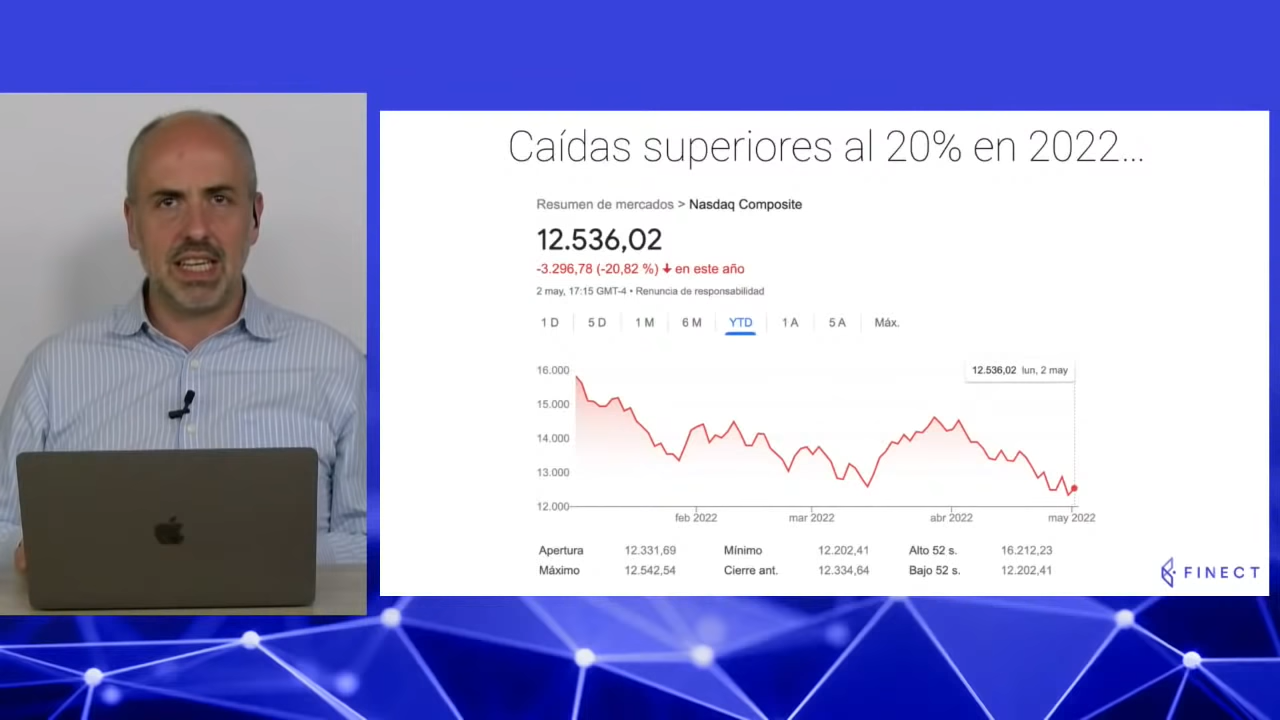 Caídas superiores al 20% en 2022...
Resumen de mercados > Nasdaq Composite
12.536,02
-3.296,78 (-20,82 %) ↓ en este año
2 may, 17:15 GMT-4 • Renuncia de responsabilidad
1 D 5 D 1 M 6 M YTD 1 A 5 A Máx.
12.536,02 lun, 2 may
16.000
15.000
14.000
13.000
12.000
feb 2022 mar 2022 abr 2022 may 2022
Apertura 12.331,69 Mínimo 12.202,41 Alto 52 s. 16.212,23
Máximo 12.542,54 Cierre ant. 12.334,64 Bajo 52 s. 12.202,41
FINECT